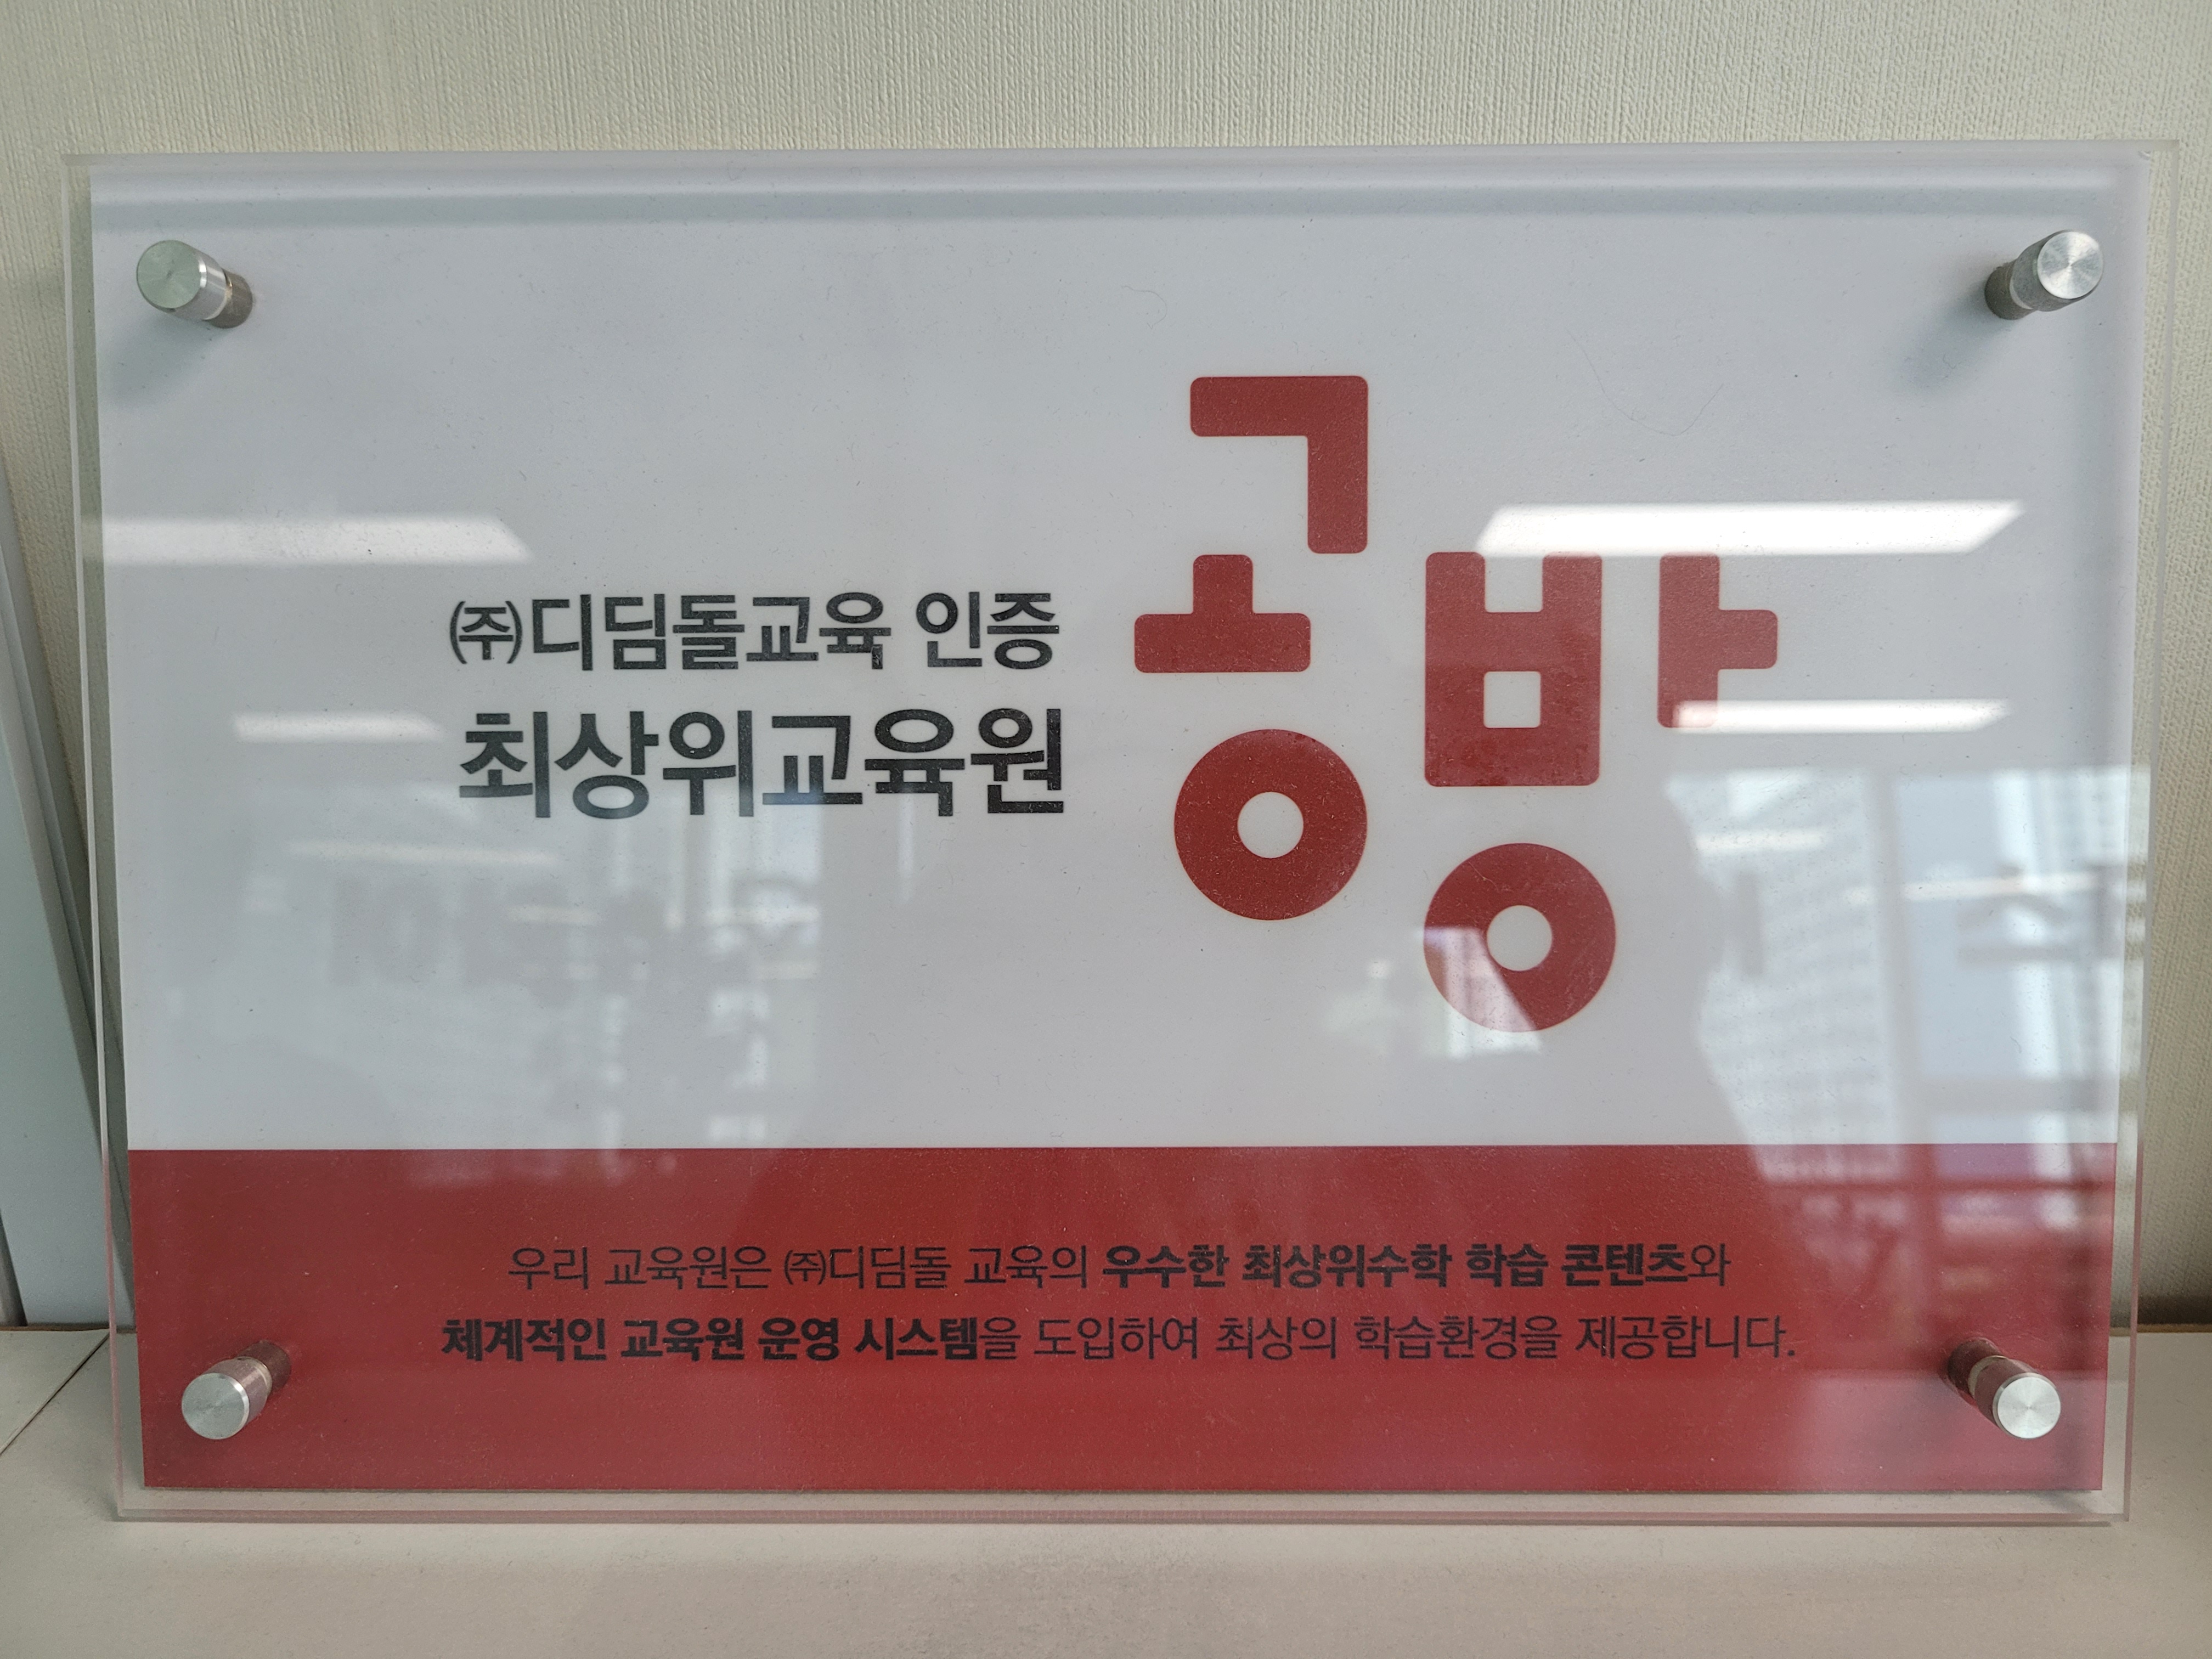 ㈜디딤돌교육 인증
최상위교육원
공방
우리 교육원은 ㈜디딤돌 교육의 우수한 최상위수학 학습 콘텐츠와
체계적인 교육원 운영 시스템을 도입하여 최상의 학습환경을 제공합니다.